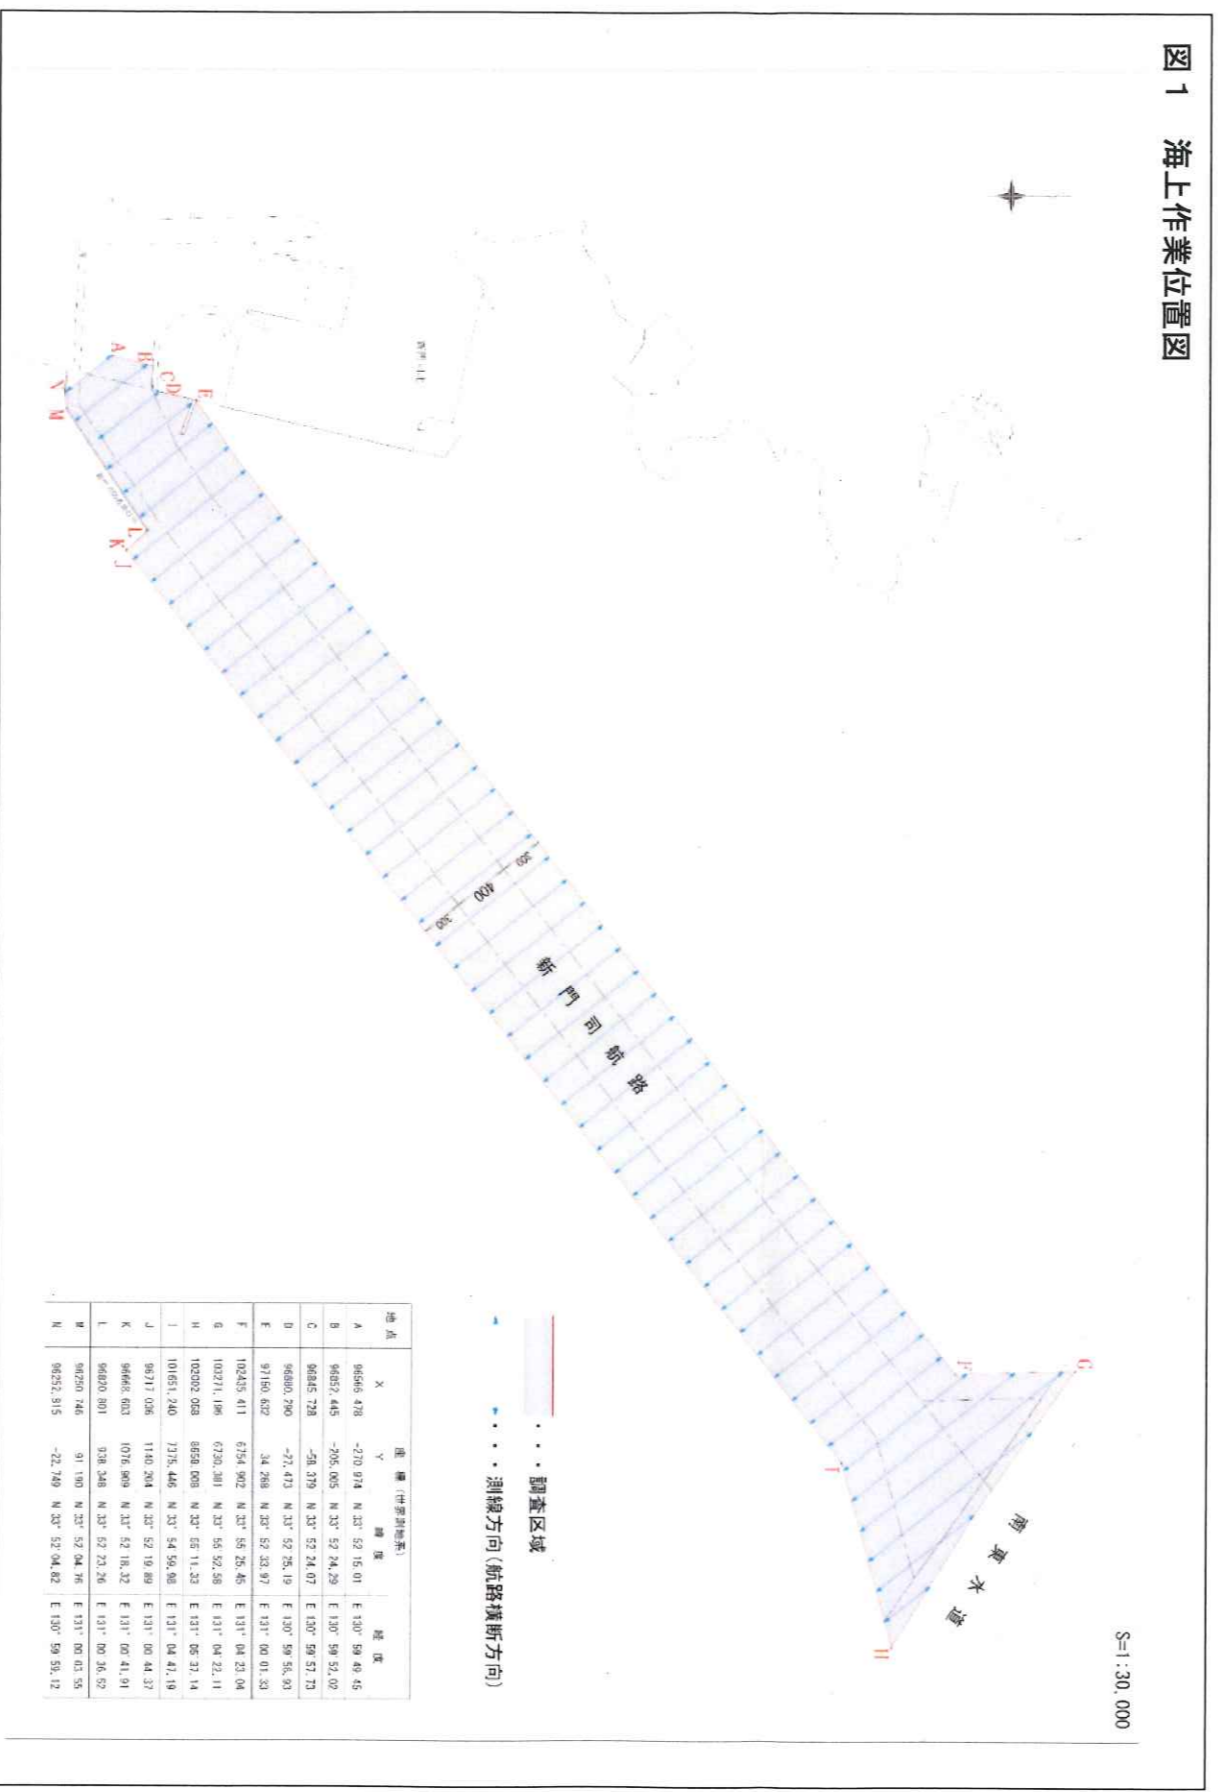 図1 海上作業位置図
S=1:30,000
A
B
C
D
E
F
G
H
I
J
K
L
M
300
400
300
新門司航路
南東水道
・・・調査区域
・・・測線方向(航路横断方向)
地点 座標(世界測地系)
X Y 緯度 経度
A 96566.478 -270.974 N 33° 52 15.01 E 130° 59 49.45
B 96852.445 -205.005 N 33° 52 24.29 E 130° 59 52.02
C 96845.728 -58.379 N 33° 52 24.07 E 130° 59 57.73
D 96880.290 -77.473 N 33° 52 25.19 E 130° 59 56.93
E 97150.632 34.268 N 33° 52 33.97 E 131° 00 01.33
F 102435.411 6754.902 N 33° 55 25.45 E 131° 04 23.04
G 103271.196 6730.381 N 33° 55 52.58 E 131° 04 22.11
H 102002.058 8659.008 N 33° 55 11.33 E 131° 05 37.14
I 101651.240 7375.446 N 33° 54 59.98 E 131° 04 47.19
J 96717.036 1140.204 N 33° 52 19.89 E 131° 00 44.37
K 96668.603 1076.909 N 33° 52 18.32 E 131° 00 41.91
L 96820.801 938.348 N 33° 52 23.26 E 131° 00 36.52
M 96250.746 91.190 N 33° 52 04.76 E 131° 00 03.55
N 96252.815 -22.749 N 33° 52 04.82 E 130° 59 59.12